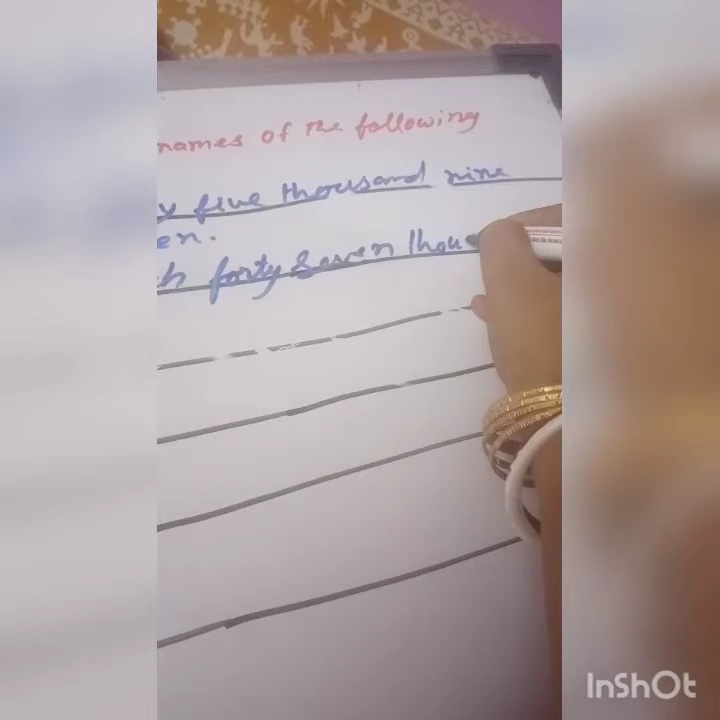 names of the following
y five thousand nine
en.
h forty seven thou
InShOt